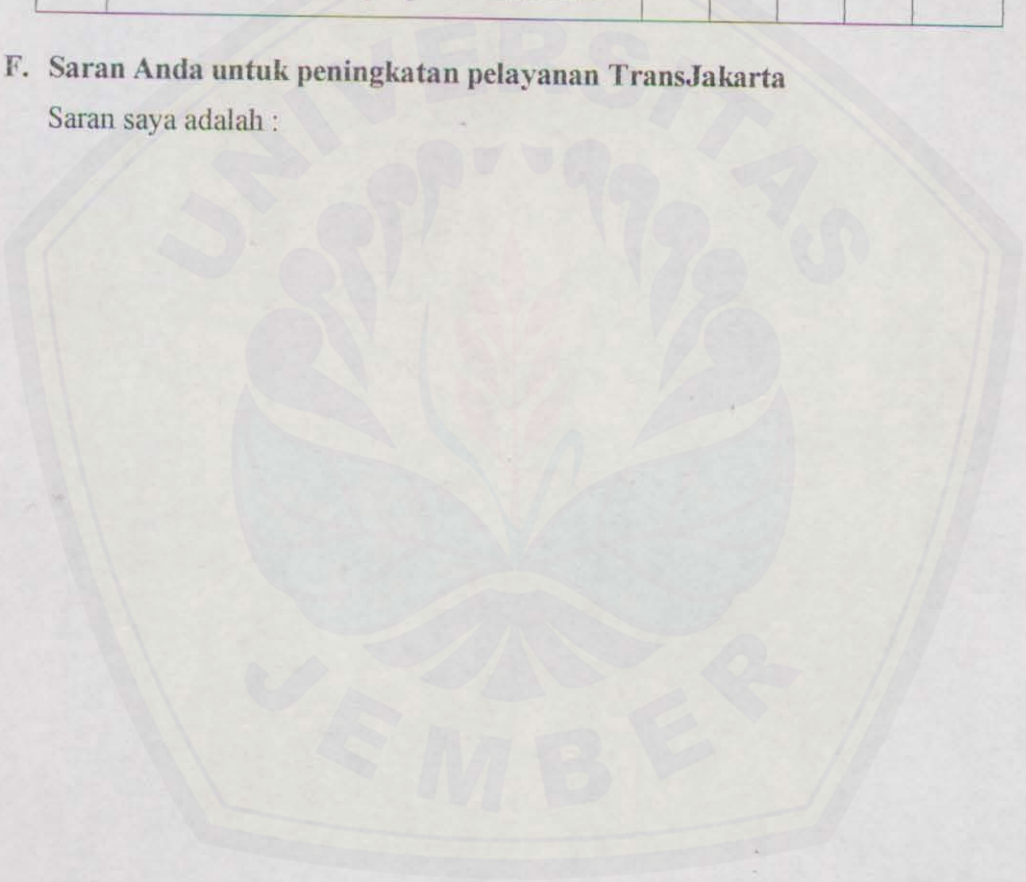 F. Saran Anda untuk peningkatan pelayanan TransJakarta
Saran saya adalah :
UNIVERSITAS
JEMBER